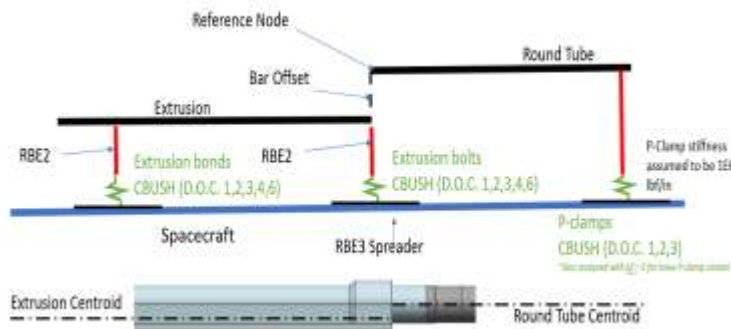 Reference Node
Round Tube
Bar Offset
Extrusion
RBE2
Extrusion bonds
CBUSH (D.O.C. 1,2,3,4,6)
RBE2
Extrusion bolts
CBUSH (D.O.C. 1,2,3,4,6)
P-Clamp stiffness
assumed to be 1E6
lbf/in
Spacecraft
RBE3 Spreader
P-clamps
CBUSH (D.O.C. 1,2,3)
Extrusion Centroid
Round Tube Centroid